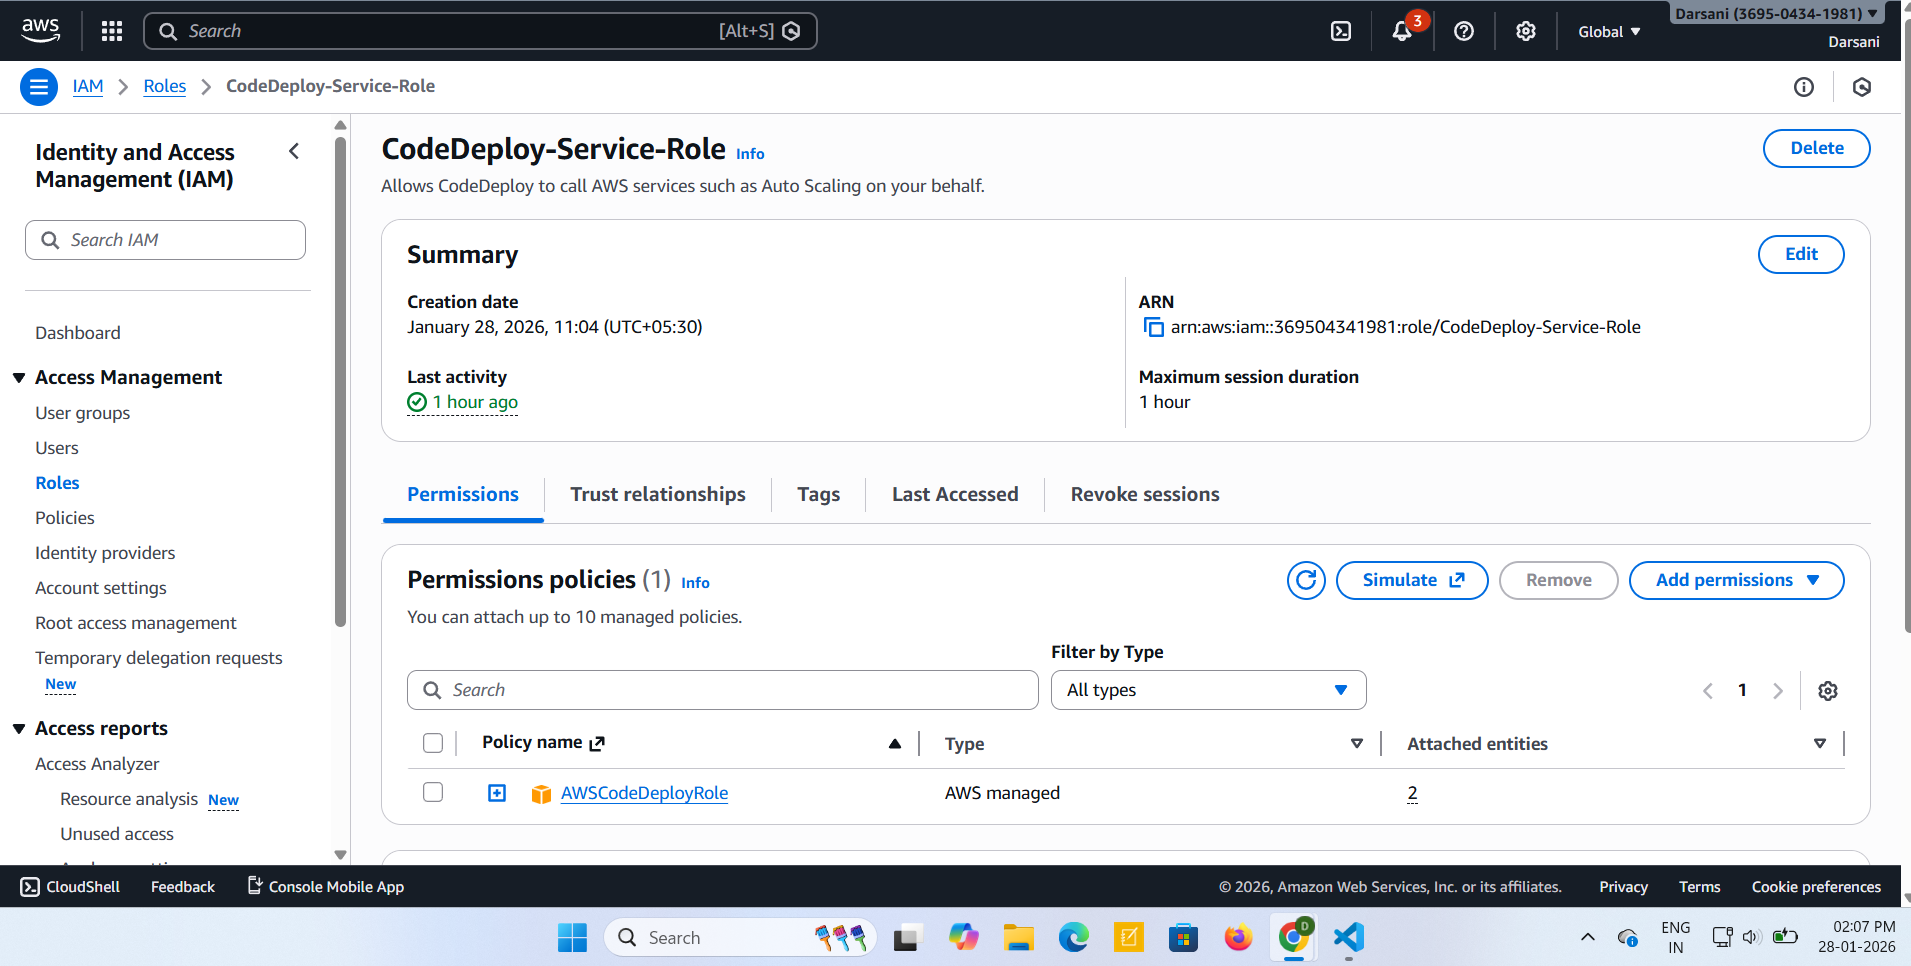 aws
Search
[Alt+S]
3
Global
Darsani (3695-0434-1981)
Darsani
IAM
Roles
CodeDeploy-Service-Role
Identity and Access Management (IAM)
Search IAM
Dashboard
Access Management
User groups
Users
Roles
Policies
Identity providers
Account settings
Root access management
Temporary delegation requests
New
Access reports
Access Analyzer
Resource analysis New
Unused access
CodeDeploy-Service-Role Info
Delete
Allows CodeDeploy to call AWS services such as Auto Scaling on your behalf.
Summary
Edit
Creation date
January 28, 2026, 11:04 (UTC+05:30)
ARN
arn:aws:iam::369504341981:role/CodeDeploy-Service-Role
Last activity
1 hour ago
Maximum session duration
1 hour
Permissions
Trust relationships
Tags
Last Accessed
Revoke sessions
Permissions policies (1) Info
Simulate
Remove
Add permissions
You can attach up to 10 managed policies.
Filter by Type
Search
All types
1
Policy name
Type
Attached entities
AWSCodeDeployRole
AWS managed
2
CloudShell
Feedback
Console Mobile App
© 2026, Amazon Web Services, Inc. or its affiliates.
Privacy
Terms
Cookie preferences
Search
D
ENG
IN
02:07 PM
28-01-2026